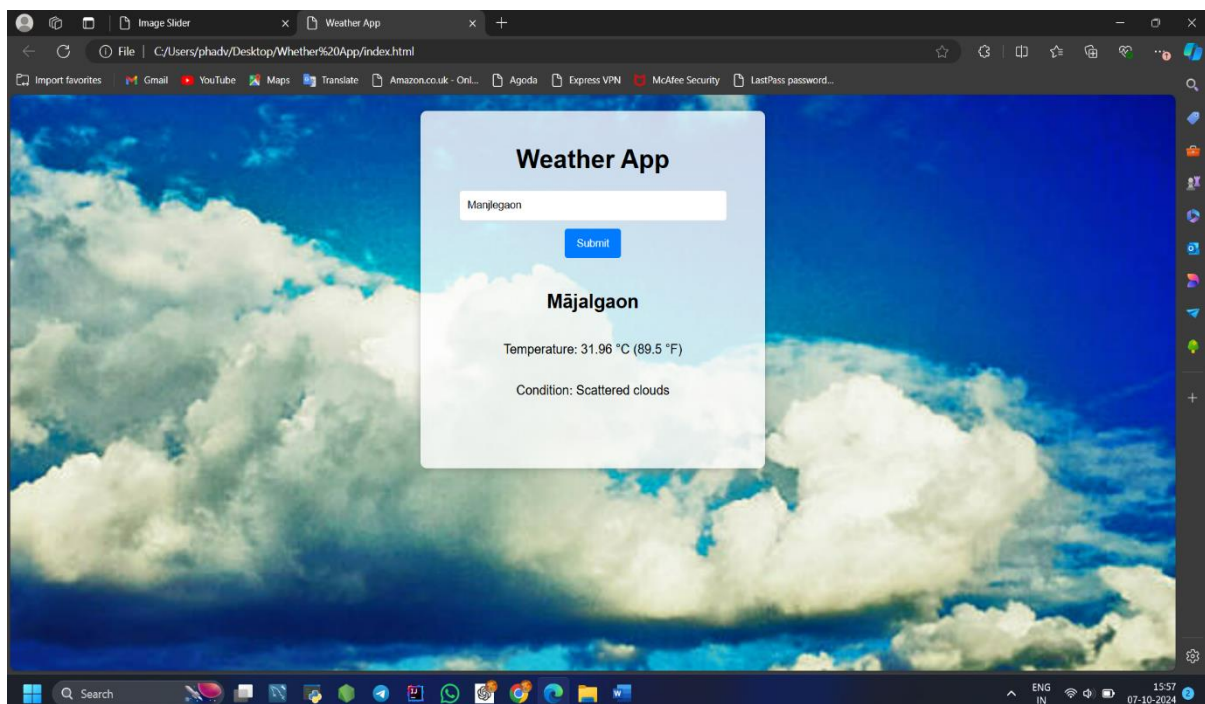 Image Slider
Weather App
File | C:/Users/phadv/Desktop/Whether%20App/index.html
Import favorites Gmail YouTube Maps Translate Amazon.co.uk - Onl... Agoda Express VPN McAfee Security LastPass password...
Weather App
Manjlegaon
Submit
Mājalgaon
Temperature: 31.96 °C (89.5 °F)
Condition: Scattered clouds
Search
ENG
IN
15:57
07-10-2024
2